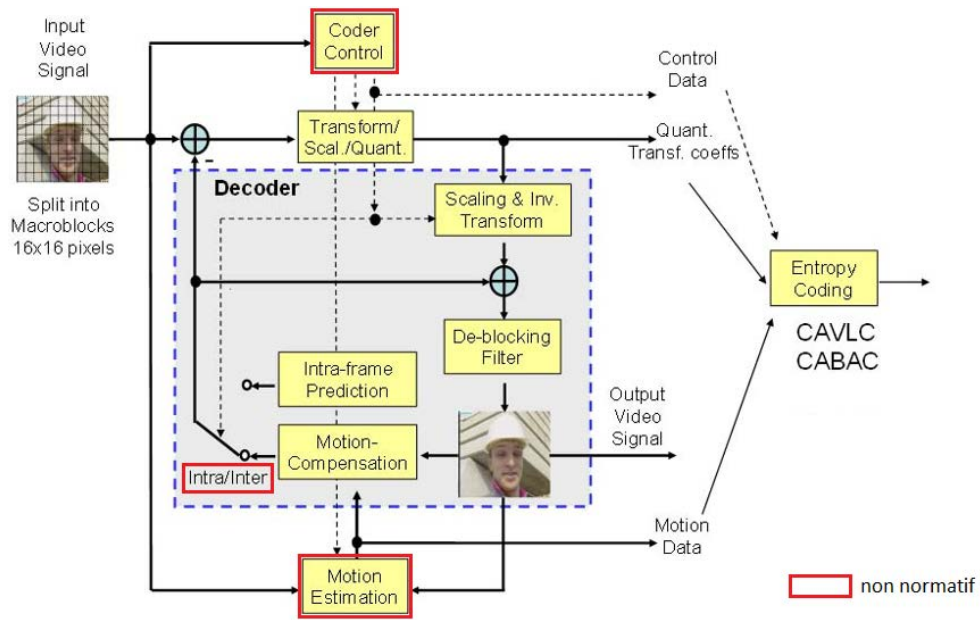 Input
Video
Signal
Split into
Macroblocks
16x16 pixels
Coder
Control
Control
Data
Transform/
Scal./Quant.
-
Quant.
Transf. coeffs
Decoder
Scaling & Inv.
Transform
Entropy
Coding
CAVLC
CABAC
De-blocking
Filter
Intra-frame
Prediction
Output
Video
Signal
Motion-
Compensation
Intra/Inter
Motion
Data
Motion
Estimation
non normatif